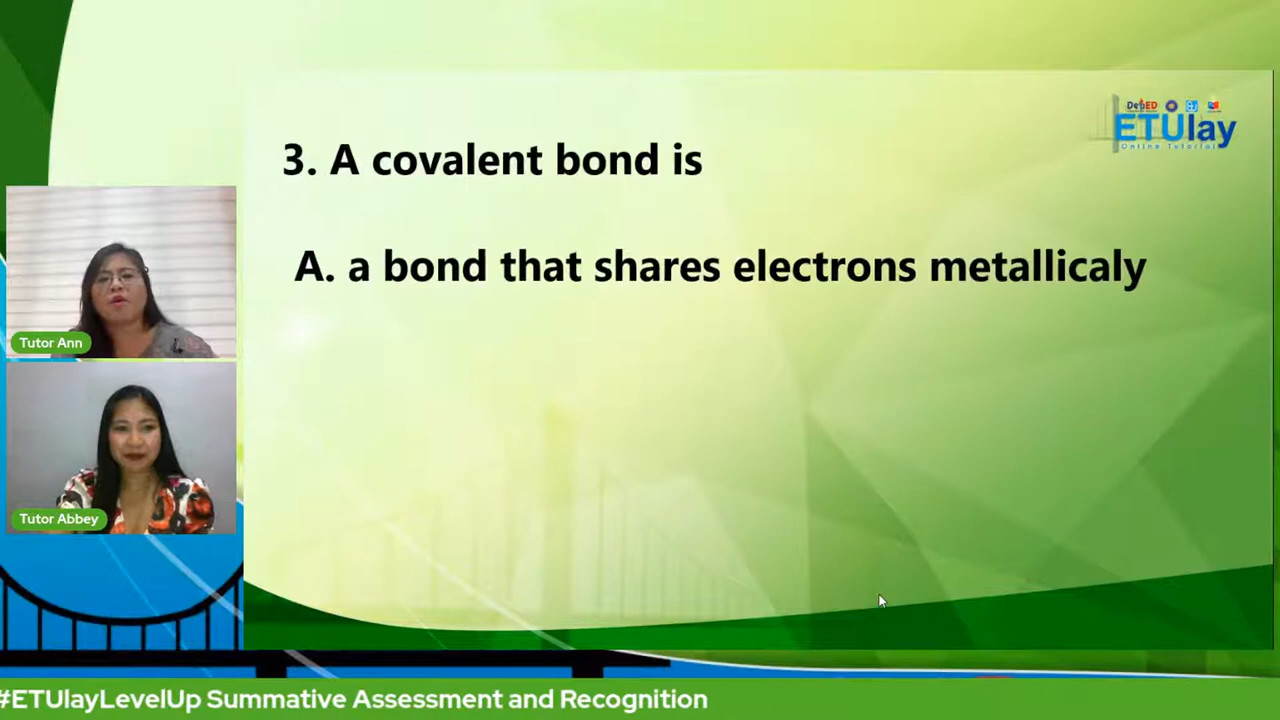 DepED
ETUlay
Online Tutorial
3. A covalent bond is
A. a bond that shares electrons metallicaly
Tutor Ann
Tutor Abbey
#ETUlayLevelUp Summative Assessment and Recognition